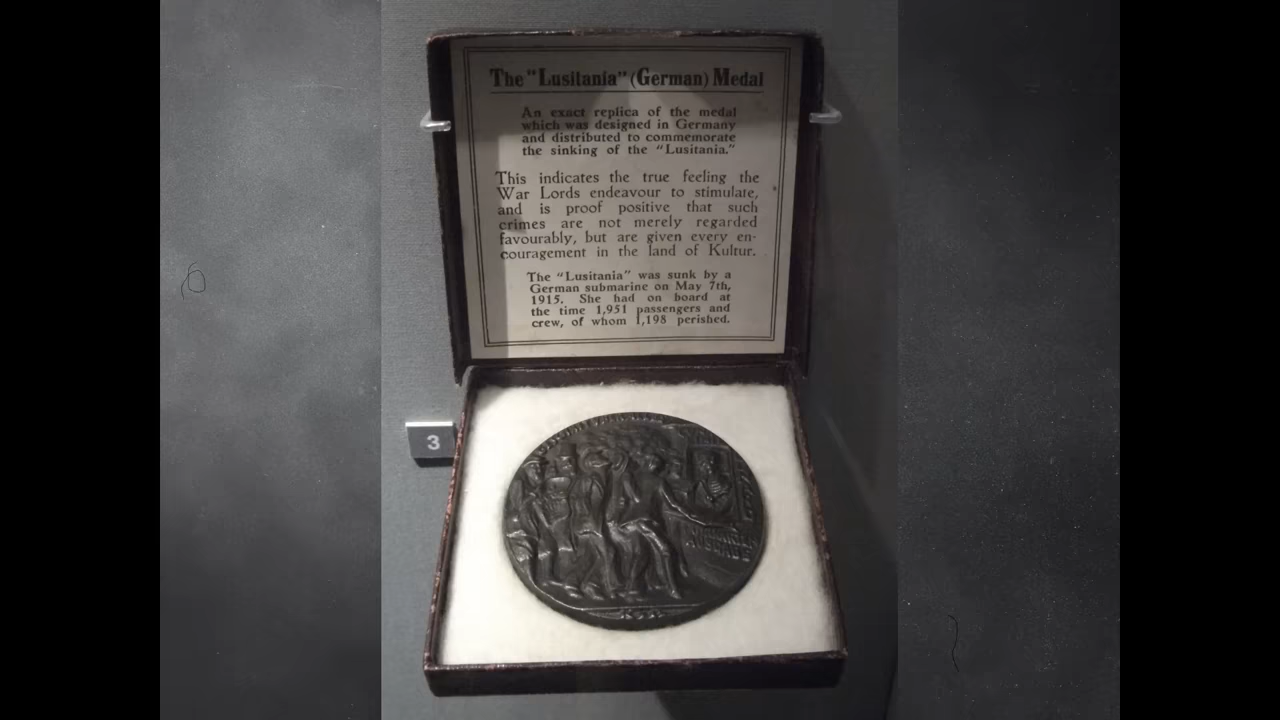 The "Lusitania" (German) Medal
An exact replica of the medal
which was designed in Germany
and distributed to commemorate
the sinking of the "Lusitania."
This indicates the true feeling the
War Lords endeavour to stimulate,
and is proof positive that such
crimes are not merely regarded
favourably, but are given every en-
couragement in the land of Kultur.
The "Lusitania" was sunk by a
German submarine on May 7th,
1915. She had on board at
the time 1,951 passengers and
crew, of whom 1,198 perished.
3